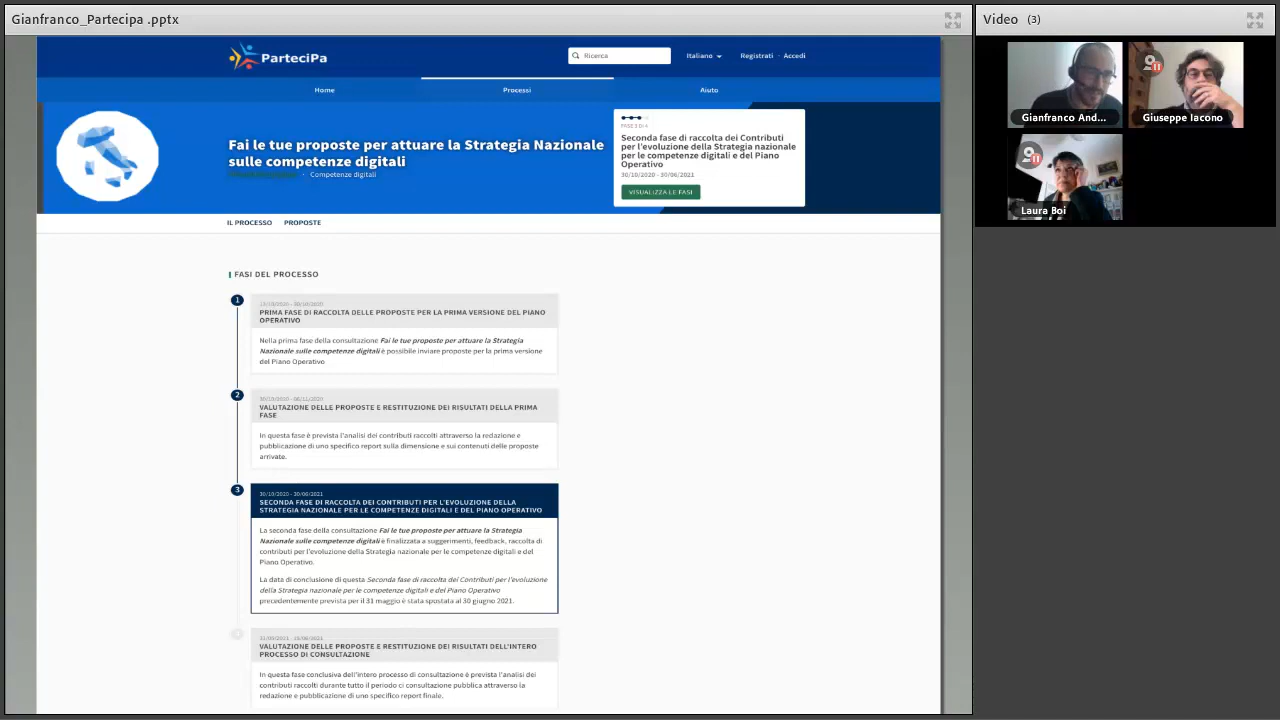 Gianfranco_Partecipa .pptx
Video (3)
ParteciPa
Ricerca
Italiano
Registrati · Accedi
Home
Processi
Aiuto
Fai le tue proposte per attuare la Strategia Nazionale
sulle competenze digitali
· Competenze digitali
FASE 3 DI 4
Seconda fase di raccolta dei Contributi
per l'evoluzione della Strategia nazionale
per le competenze digitali e del Piano
Operativo
30/10/2020 - 30/06/2021
VISUALIZZA LE FASI
Gianfranco And...
Giuseppe Iacono
Laura Boi
IL PROCESSO
PROPOSTE
FASI DEL PROCESSO
1
PRIMA FASE DI RACCOLTA DELLE PROPOSTE PER LA PRIMA VERSIONE DEL PIANO
OPERATIVO
Nella prima fase della consultazione Fai le tue proposte per attuare la Strategia
Nazionale sulle competenze digitali è possibile inviare proposte per la prima versione
del Piano Operativo
2
VALUTAZIONE DELLE PROPOSTE E RESTITUZIONE DEI RISULTATI DELLA PRIMA
FASE
In questa fase è prevista l'analisi dei contributi raccolti attraverso la redazione e
pubblicazione di uno specifico report sulla dimensione e sui contenuti delle proposte
arrivate.
3
30/10/2020 - 30/06/2021
SECONDA FASE DI RACCOLTA DEI CONTRIBUTI PER L'EVOLUZIONE DELLA
STRATEGIA NAZIONALE PER LE COMPETENZE DIGITALI E DEL PIANO OPERATIVO
La seconda fase della consultazione Fai le tue proposte per attuare la Strategia
Nazionale sulle competenze digitali è finalizzata a suggerimenti, feedback, raccolta di
contributi per l'evoluzione della Strategia nazionale per le competenze digitali e del
Piano Operativo.
La data di conclusione di questa Seconda fase di raccolta dei Contributi per l'evoluzione
della Strategia nazionale per le competenze digitali e del Piano Operativo
precedentemente prevista per il 31 maggio è stata spostata al 30 giugno 2021.
4
VALUTAZIONE DELLE PROPOSTE E RESTITUZIONE DEI RISULTATI DELL'INTERO
PROCESSO DI CONSULTAZIONE
In questa fase conclusiva dell'intero processo di consultazione è prevista l'analisi dei
contributi raccolti durante tutto il periodo ci consultazione pubblica attraverso la
redazione e pubblicazione di uno specifico report finale.